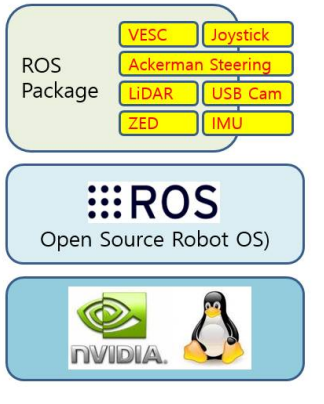 ROS
Package
VESC
Joystick
Ackerman Steering
LiDAR
USB Cam
ZED
IMU
ROS
Open Source Robot OS)
NVIDIA.